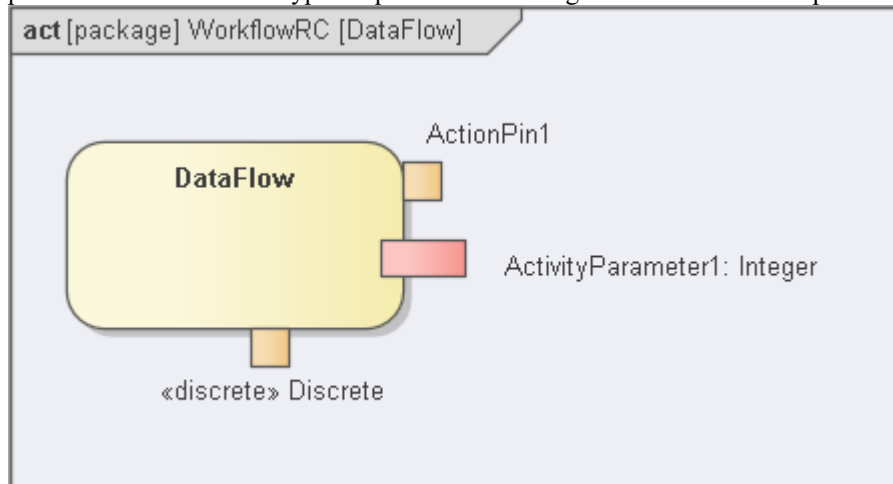 act [package] WorkflowRC [DataFlow]
ActionPin1
DataFlow
ActivityParameter1: Integer
«discrete» Discrete